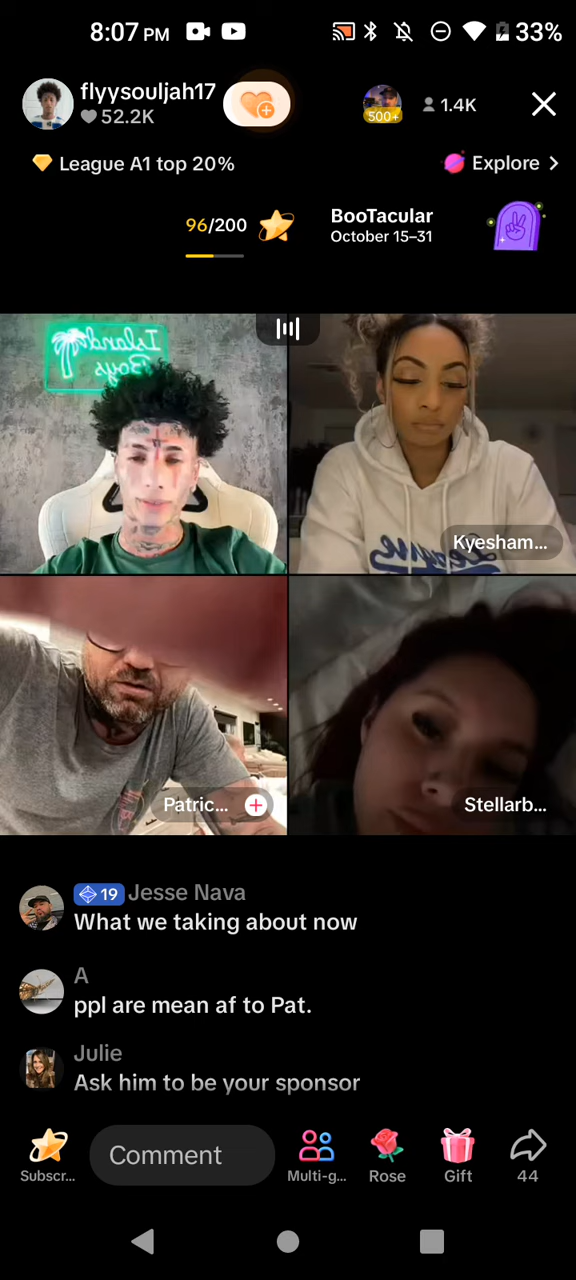 8:07 PM
33%
flyysouljah17
52.2K
500+
1.4K
League A1 top 20%
Explore
96/200
BooTacular
October 15–31
Island
Boys
Kyesham...
Patric...
Stellarb...
19 Jesse Nava
What we taking about now
A
ppl are mean af to Pat.
Julie
Ask him to be your sponsor
Comment
Subscr...
Multi-g...
Rose
Gift
44